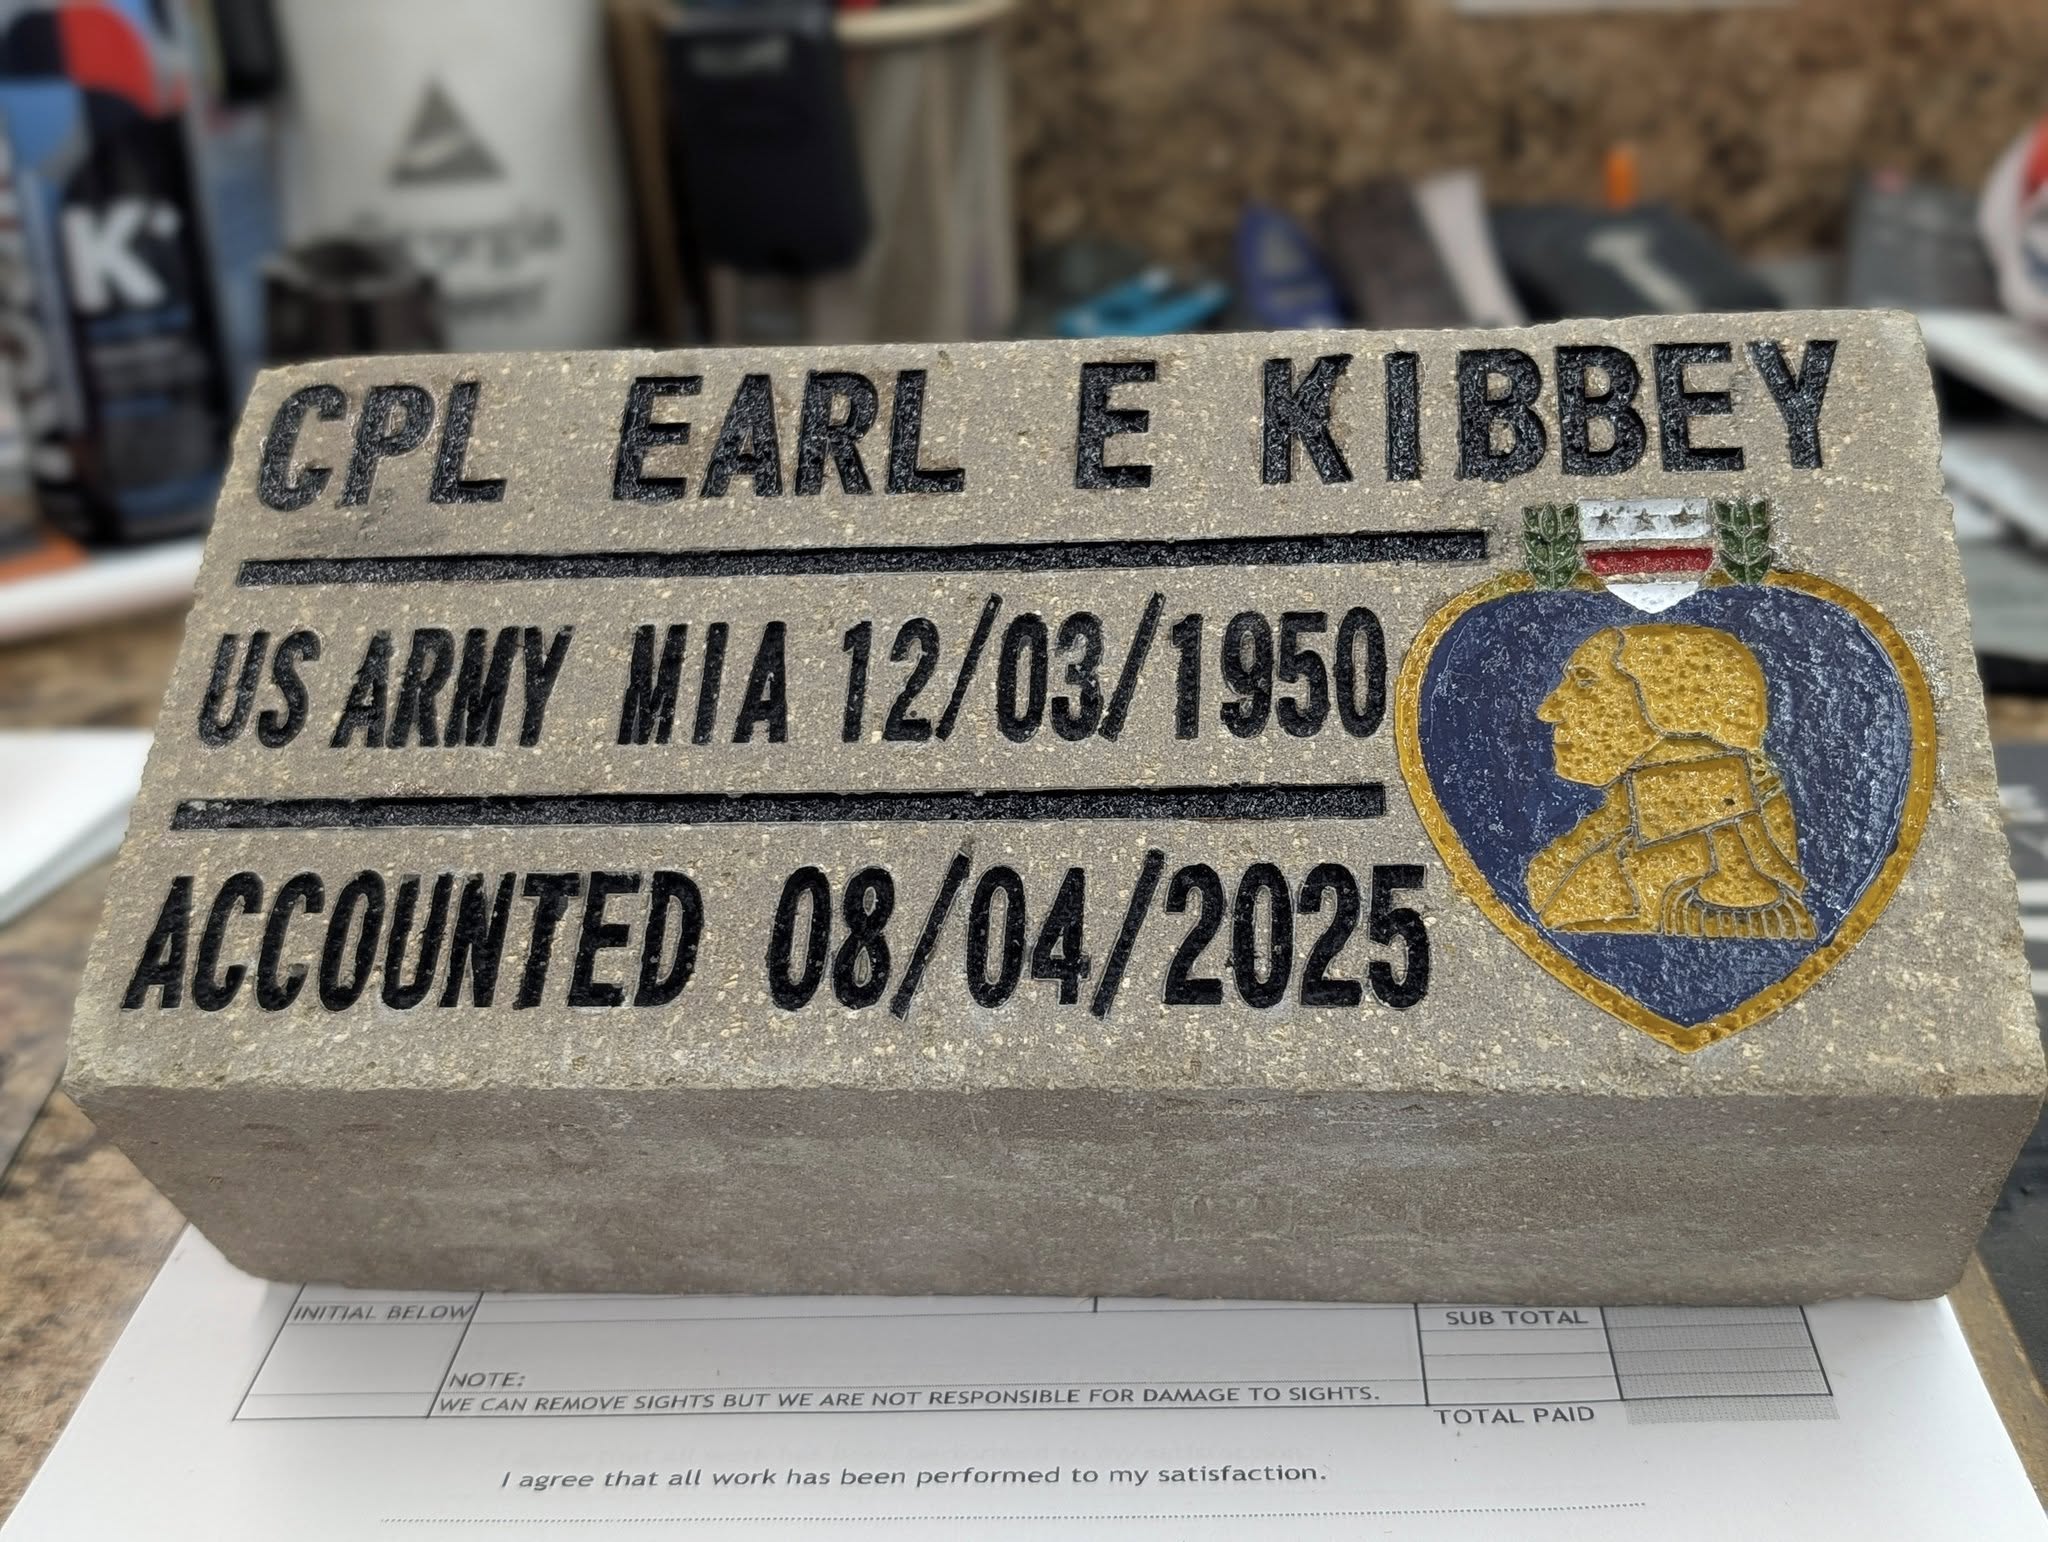 CPL EARL E KIBBEY
US ARMY MIA 12/03/1950
ACCOUNTED 08/04/2025
K
INITIAL BELOW
SUB TOTAL
NOTE:
WE CAN REMOVE SIGHTS BUT WE ARE NOT RESPONSIBLE FOR DAMAGE TO SIGHTS.
TOTAL PAID
I agree that all work has been performed to my satisfaction.